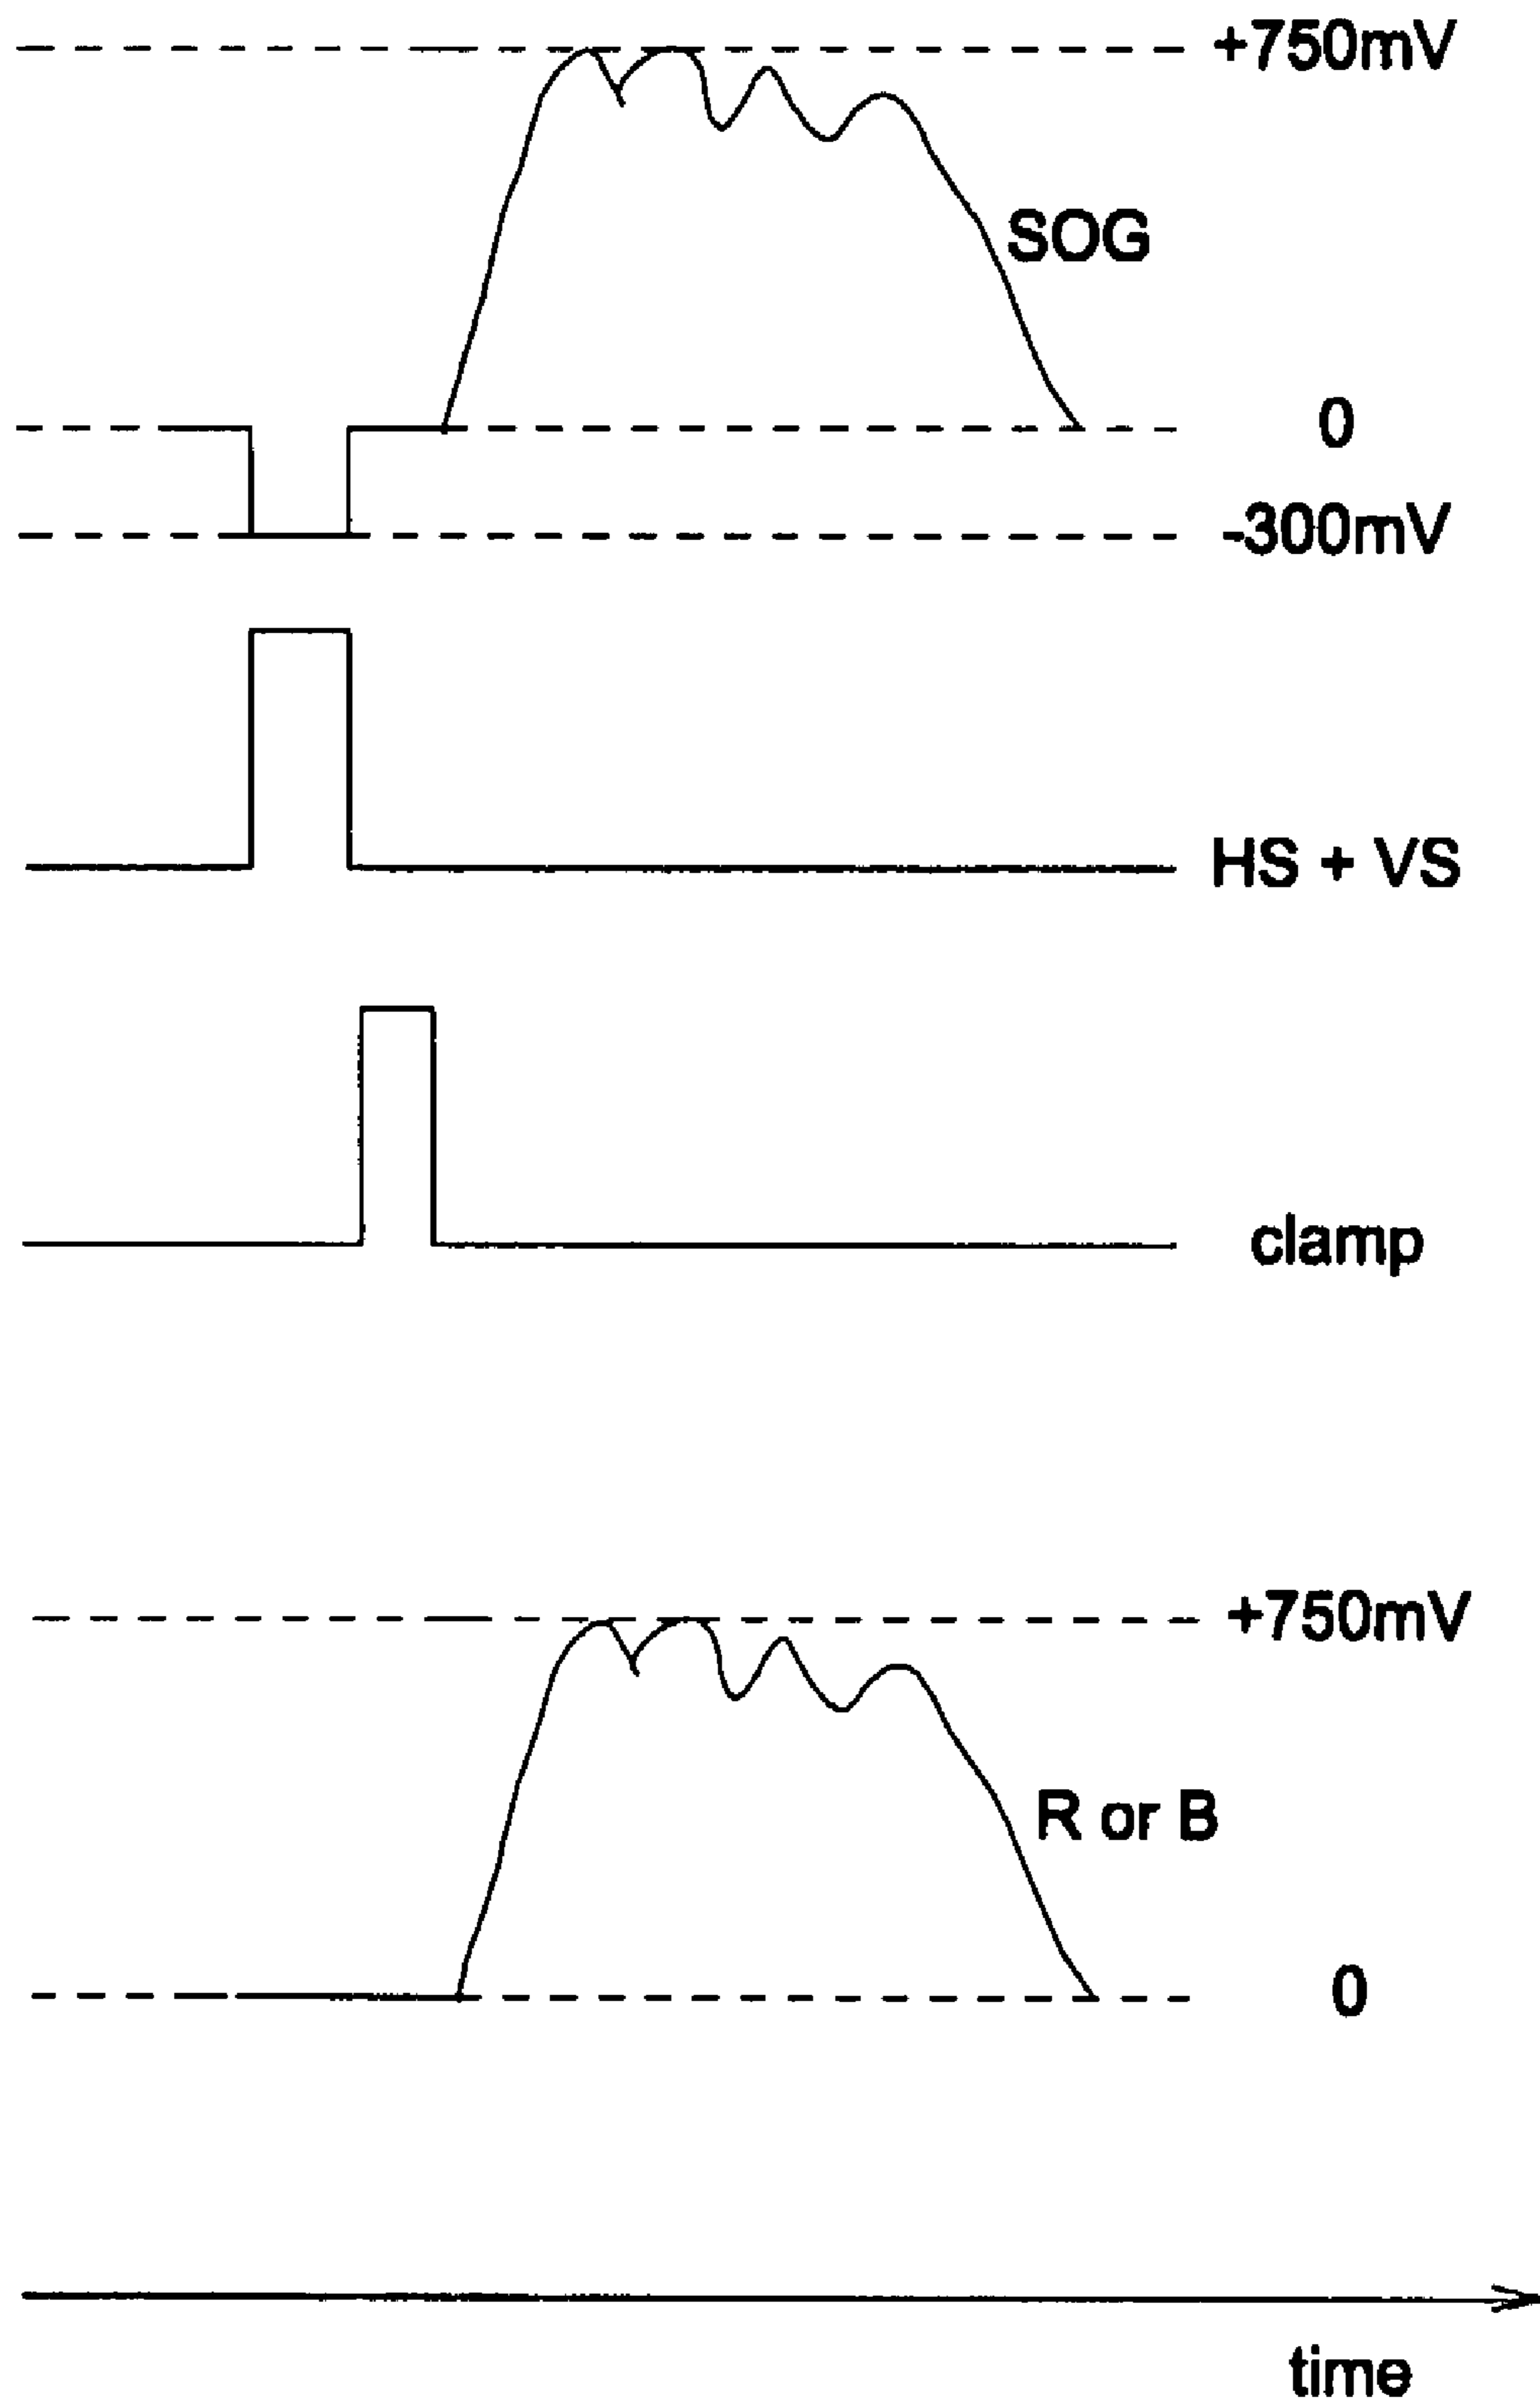 +750mV
SOG
0
-300mV
HS + VS
clamp
+750mV
R or B
0
time